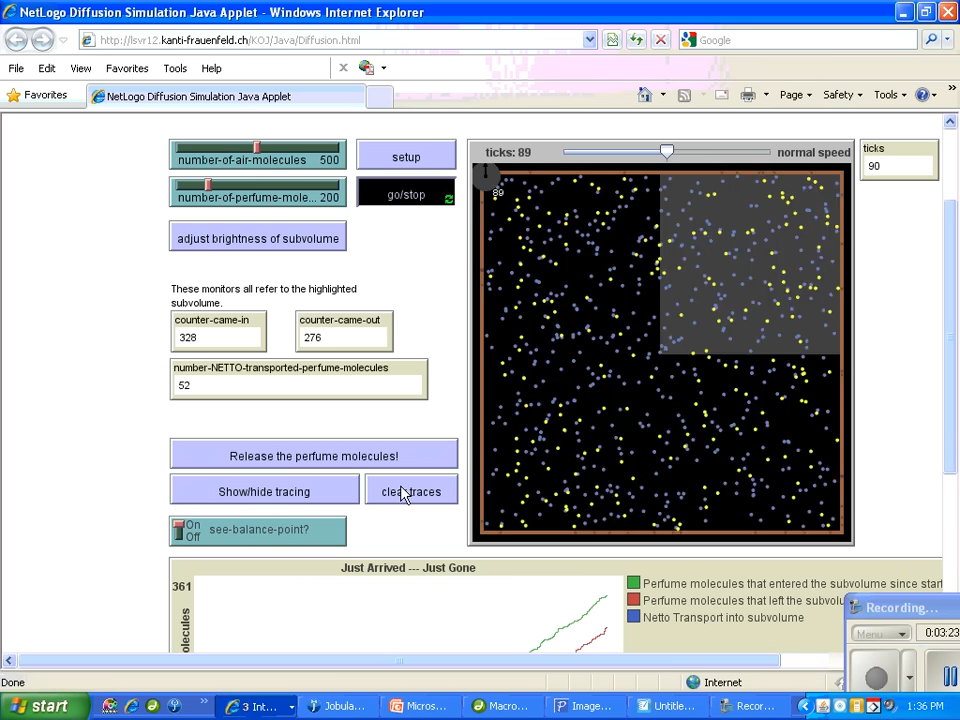 NetLogo Diffusion Simulation Java Applet - Windows Internet Explorer
http://lsvr12.kanti-frauenfeld.ch/KOJ/Java/Diffusion.html
Google
File Edit View Favorites Tools Help
Favorites NetLogo Diffusion Simulation Java Applet Page Safety Tools
number-of-air-molecules 500 setup ticks: 89 normal speed ticks
90
number-of-perfume-mole... 200 go/stop
89
adjust brightness of subvolume
These monitors all refer to the highlighted
subvolume.
counter-came-in counter-came-out
328 276
number-NETTO-transported-perfume-molecules
52
Release the perfume molecules!
Show/hide tracing clear traces
On
Off see-balance-point?
Just Arrived --- Just Gone
361
Perfume molecules that entered the subvolume since start
Perfume molecules that left the subvolu
Netto Transport into subvolume
olecules
Recording...
Menu 0:03:23
Done Internet
start 3 Int... Jobula... Micros... Macro... Image... Untitle... Recor... 1:36 PM